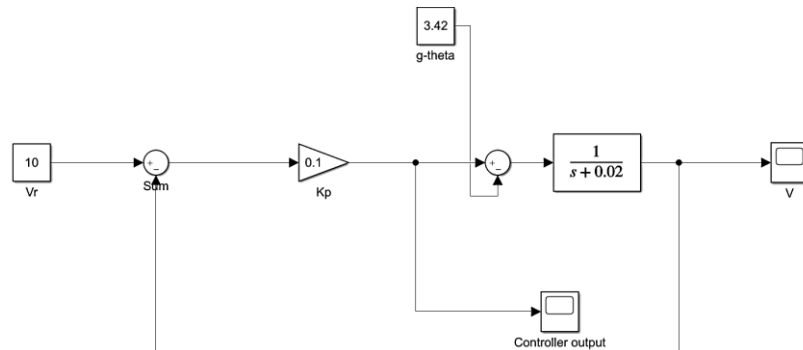 3.42
g-theta
10
Vr
+
−
Sum
0.1
Kp
+
−
1
s + 0.02
V
Controller output